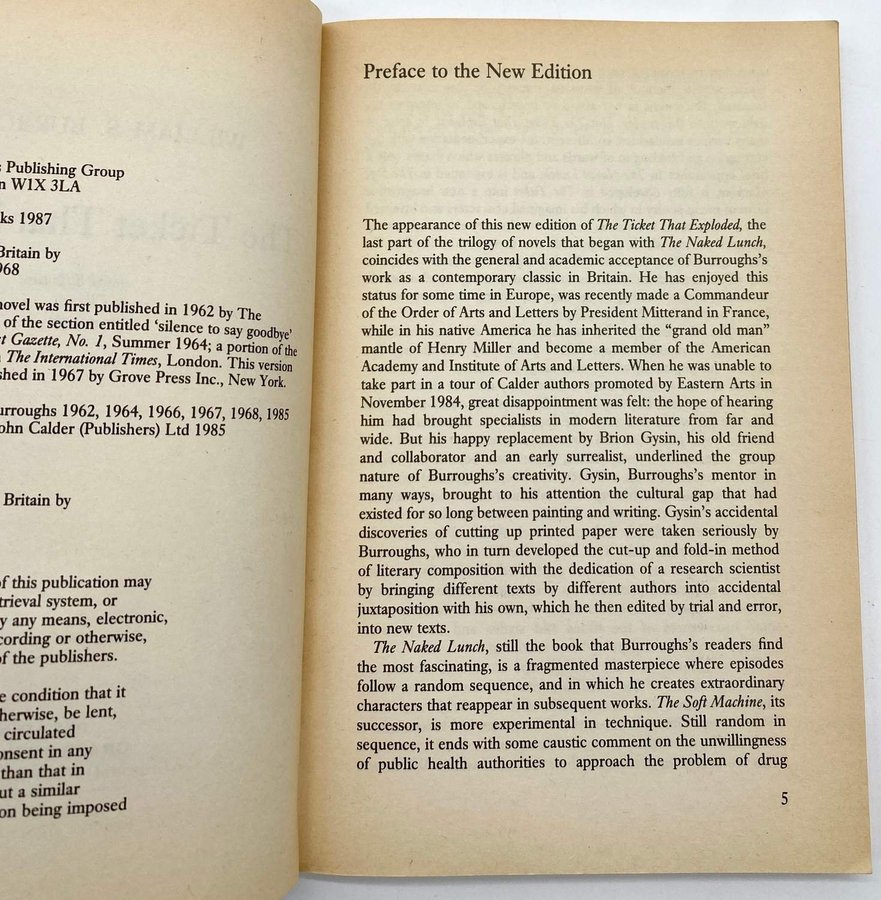 s Publishing Group
n W1X 3LA
ks 1987
Britain by
968
novel was first published in 1962 by The
of the section entitled ‘silence to say goodbye’
t Gazette, No. 1, Summer 1964; a portion of the
The International Times, London. This version
shed in 1967 by Grove Press Inc., New York.
urroughs 1962, 1964, 1966, 1967, 1968, 1985
ohn Calder (Publishers) Ltd 1985
Britain by
of this publication may
trieval system, or
y any means, electronic,
cording or otherwise,
of the publishers.
e condition that it
herwise, be lent,
circulated
onsent in any
than that in
ut a similar
on being imposed
Preface to the New Edition
The appearance of this new edition of The Ticket That Exploded, the
last part of the trilogy of novels that began with The Naked Lunch,
coincides with the general and academic acceptance of Burroughs’s
work as a contemporary classic in Britain. He has enjoyed this
status for some time in Europe, was recently made a Commandeur
of the Order of Arts and Letters by President Mitterand in France,
while in his native America he has inherited the “grand old man”
mantle of Henry Miller and become a member of the American
Academy and Institute of Arts and Letters. When he was unable to
take part in a tour of Calder authors promoted by Eastern Arts in
November 1984, great disappointment was felt: the hope of hearing
him had brought specialists in modern literature from far and
wide. But his happy replacement by Brion Gysin, his old friend
and collaborator and an early surrealist, underlined the group
nature of Burroughs’s creativity. Gysin, Burroughs’s mentor in
many ways, brought to his attention the cultural gap that had
existed for so long between painting and writing. Gysin’s accidental
discoveries of cutting up printed paper were taken seriously by
Burroughs, who in turn developed the cut-up and fold-in method
of literary composition with the dedication of a research scientist
by bringing different texts by different authors into accidental
juxtaposition with his own, which he then edited by trial and error,
into new texts.
The Naked Lunch, still the book that Burroughs’s readers find
the most fascinating, is a fragmented masterpiece where episodes
follow a random sequence, and in which he creates extraordinary
characters that reappear in subsequent works. The Soft Machine, its
successor, is more experimental in technique. Still random in
sequence, it ends with some caustic comment on the unwillingness
of public health authorities to approach the problem of drug
5